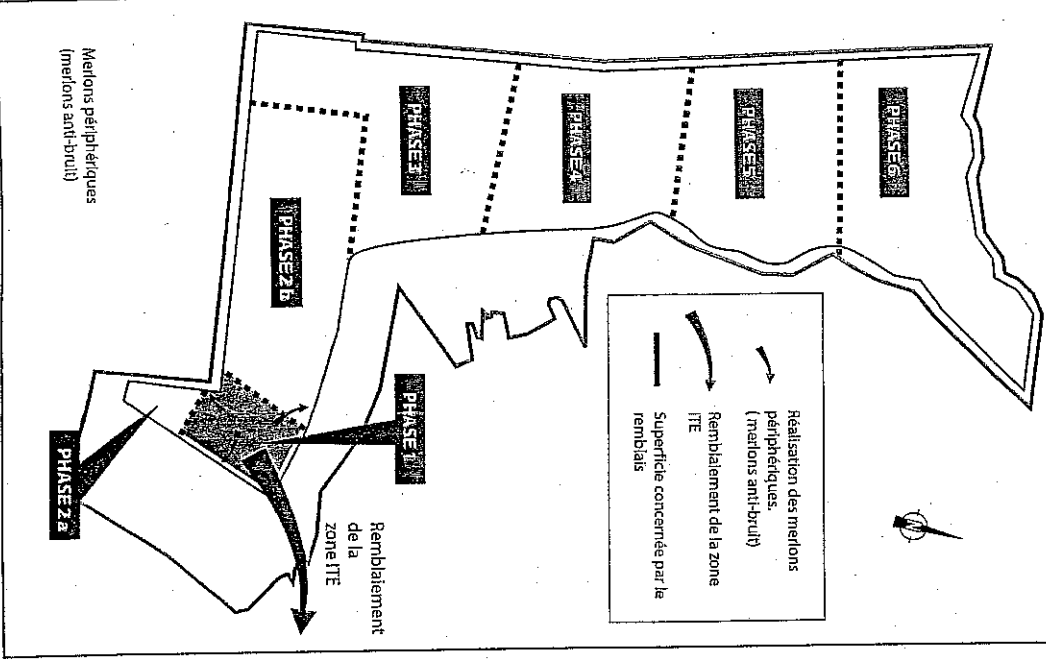 Merlons périphériques
(merlons anti-bruit)
PHASE 6
PHASE 5
PHASE 4
PHASE 3
PHASE 2 b
PHASE 1
PHASE 2 a
Réalisation des merlons
périphériques.
( merlons anti-bruit)
Remblaiement de la zone
ITE
Superficie concernée par le
remblais
Remblaiement
de la
zone ITE